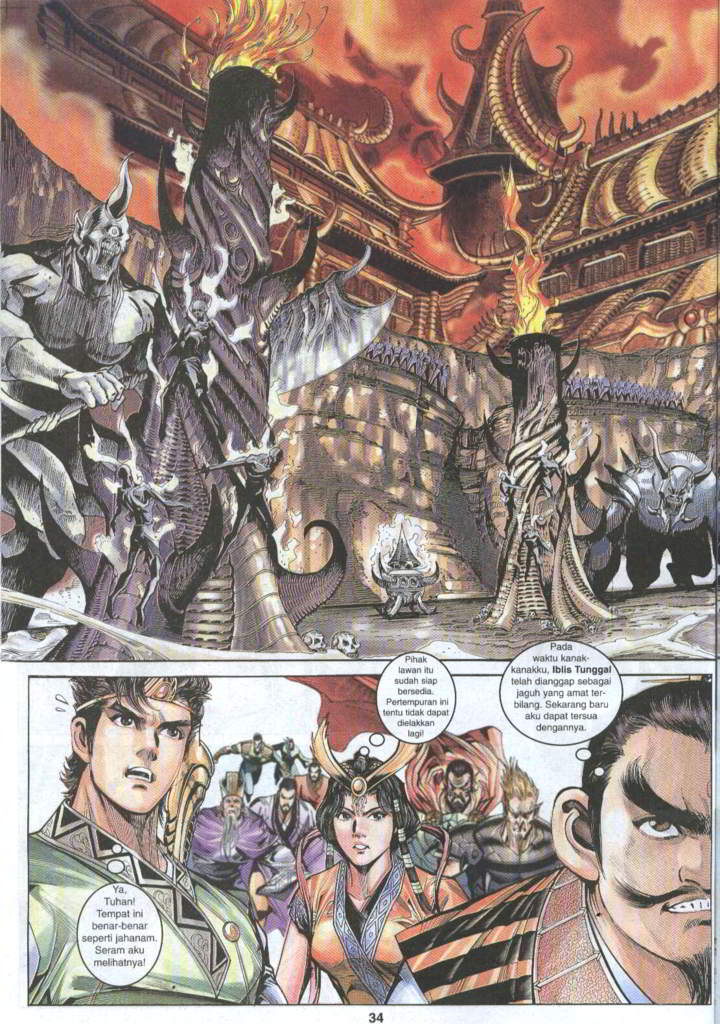 Pihak
lawan itu
sudah siap
bersedia.
Pertempuran ini
tentu tidak dapat
dielakkan
lagi!
Pada
waktu kanak-
kanakku, Iblis Tunggal
telah dianggap sebagai
jaguh yang amat ter-
bilang. Sekarang baru
aku dapat tersua
dengannya.
Ya,
Tuhan!
Tempat ini
benar-benar
seperti jahanam.
Seram aku
melihatnya!
34